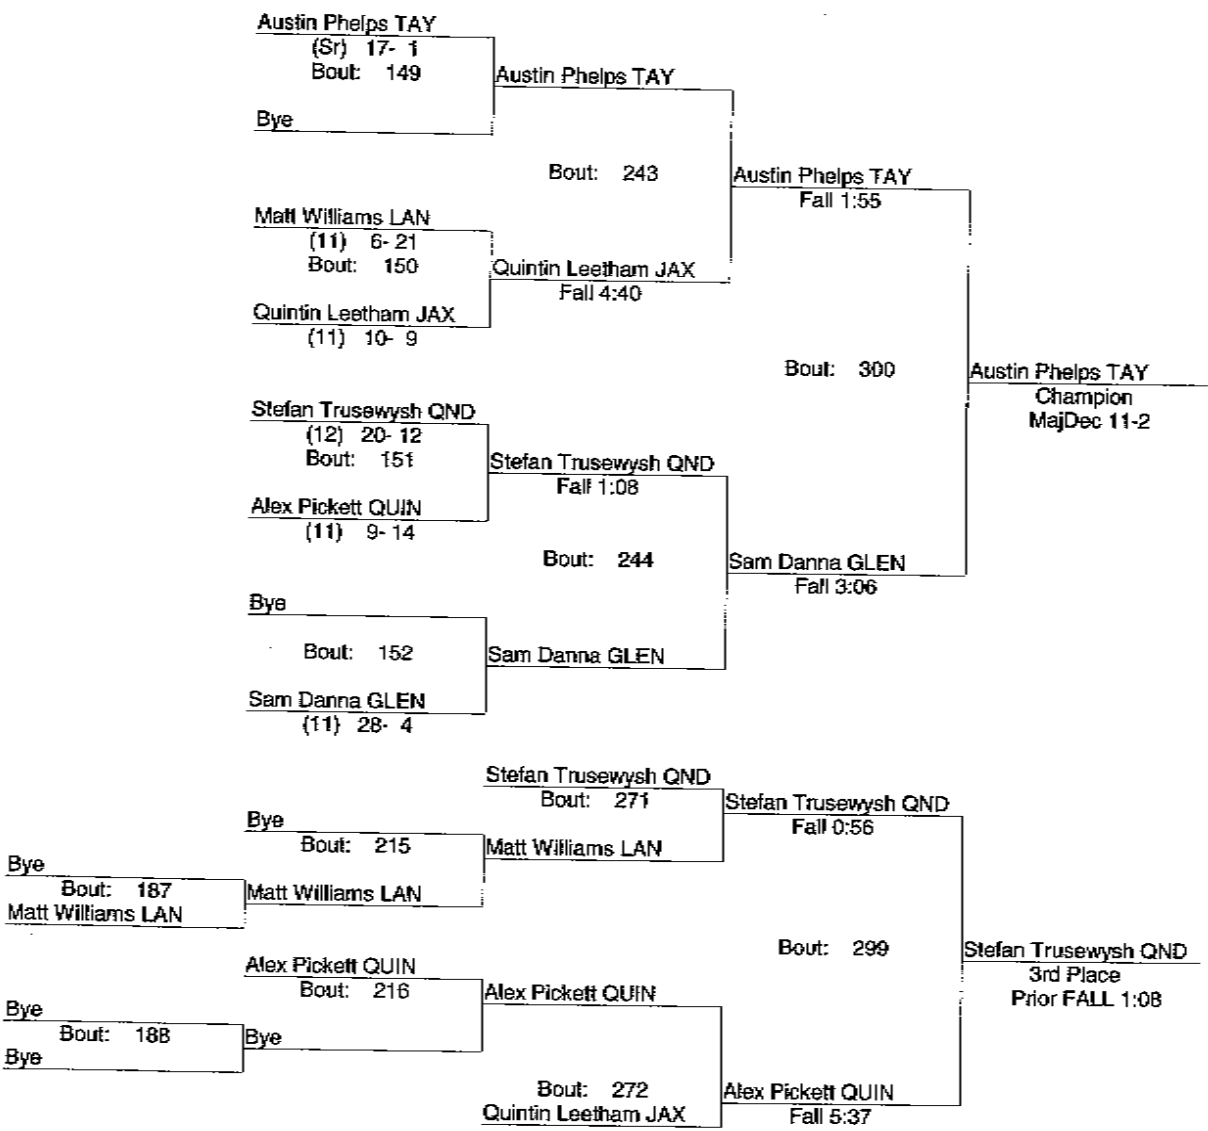 Austin Phelps TAY
(Sr) 17- 1
Bout: 149
Austin Phelps TAY
Bye
Bout: 243
Austin Phelps TAY
Fall 1:55
Matt Williams LAN
(11) 6- 21
Bout: 150
Quintin Leetham JAX
Fall 4:40
Quintin Leetham JAX
(11) 10- 9
Bout: 300
Austin Phelps TAY
Champion
MajDec 11-2
Stefan Trusewysh QND
(12) 20- 12
Bout: 151
Stefan Trusewysh QND
Fall 1:08
Alex Pickett QUIN
(11) 9- 14
Bout: 244
Sam Danna GLEN
Fall 3:06
Bye
Bout: 152
Sam Danna GLEN
Sam Danna GLEN
(11) 28- 4
Stefan Trusewysh QND
Bout: 271
Stefan Trusewysh QND
Fall 0:56
Bye
Bout: 215
Matt Williams LAN
Bye
Bout: 187
Matt Williams LAN
Matt Williams LAN
Bout: 299
Stefan Trusewysh QND
3rd Place
Prior FALL 1:08
Alex Pickett QUIN
Bout: 216
Alex Pickett QUIN
Bye
Bout: 188
Bye
Bye
Bout: 272
Quintin Leetham JAX
Alex Pickett QUIN
Fall 5:37